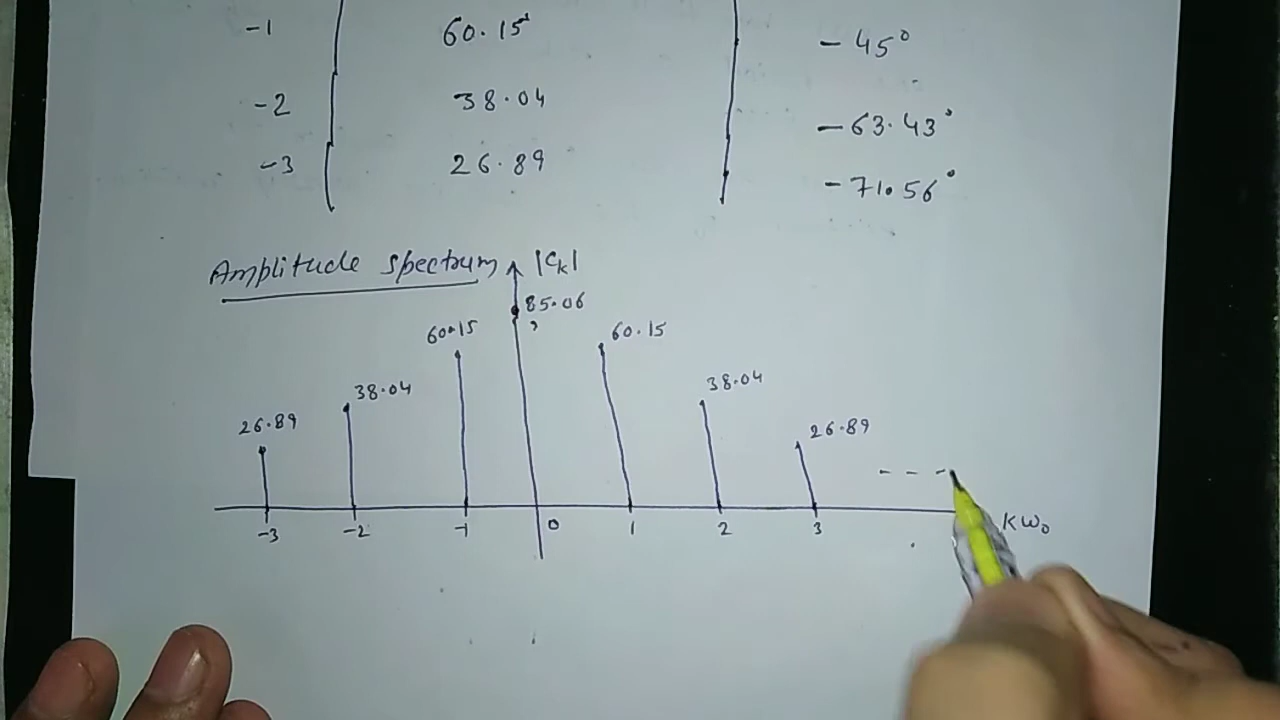 -1 60.15 -45°
-2 38.04 -63.43°
-3 26.89 -71.56°
Amplitude spectrum |Ck|
85.06
60.15 60.15
38.04 38.04
26.89 26.89
-3 -2 -1 0 1 2 3 kω₀